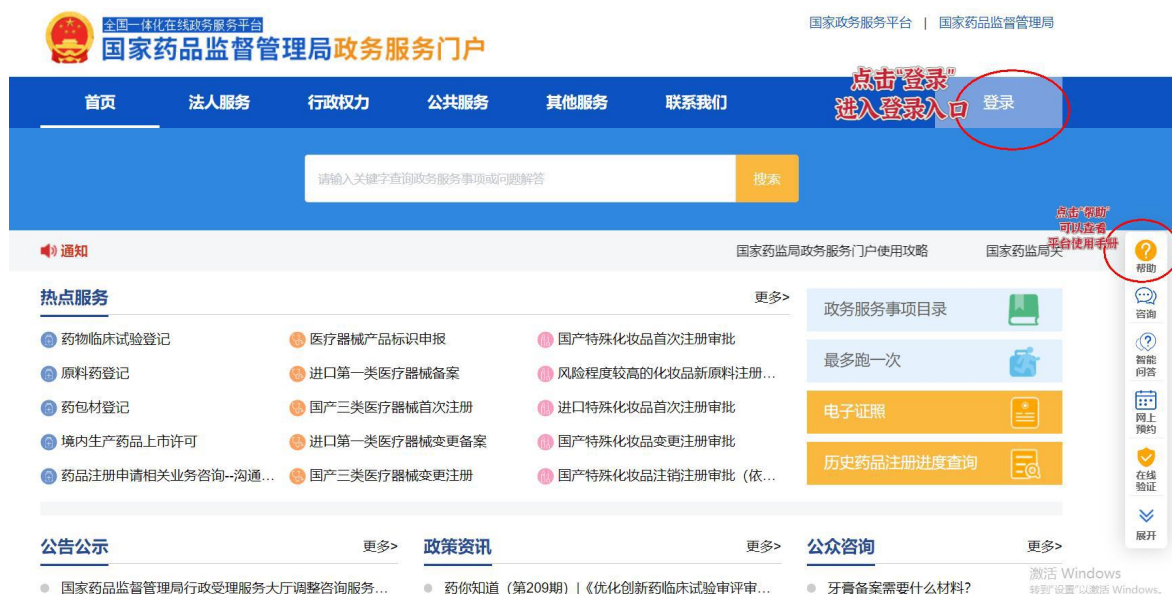 全国一体化在线政务服务平台
国家药品监督管理局政务服务门户
国家政务服务平台 | 国家药品监督管理局
首页 法人服务 行政权力 公共服务 其他服务 联系我们 登录
点击“登录”
进入登录入口
请输入关键字查询政务服务事项或问题解答 搜索
点击“帮助”
可以查看
平台使用手册
通知 国家药监局政务服务门户使用攻略 国家药监局关
帮助
咨询
智能
问答
网上
预约
在线
验证
展开
热点服务 更多>
药物临床试验登记 医疗器械产品标识申报 国产特殊化妆品首次注册审批
原料药登记 进口第一类医疗器械备案 风险程度较高的化妆品新原料注册...
药包材登记 国产三类医疗器械首次注册 进口特殊化妆品首次注册审批
境内生产药品上市许可 进口第一类医疗器械变更备案 国产特殊化妆品变更注册审批
药品注册申请相关业务咨询--沟通... 国产三类医疗器械变更注册 国产特殊化妆品注销注册审批（依...
政务服务事项目录
最多跑一次
电子证照
历史药品注册进度查询
公告公示 更多> 政策资讯 更多> 公众咨询 更多>
国家药品监督管理局行政受理服务大厅调整咨询服务... 药你知道（第209期）|《优化创新药临床试验审评审... 牙膏备案需要什么材料?
激活 Windows
转到“设置”以激活 Windows。